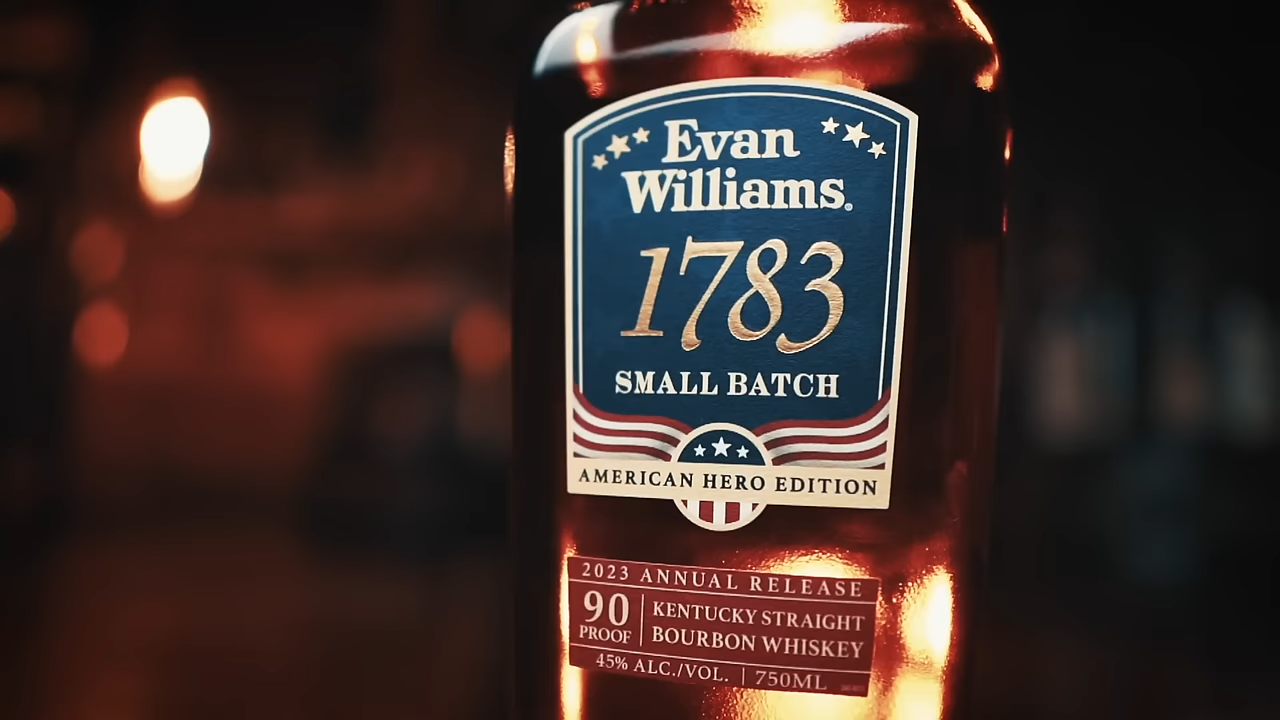 Evan
Williams®
1783
SMALL BATCH
AMERICAN HERO EDITION
2023 ANNUAL RELEASE
90
PROOF
KENTUCKY STRAIGHT
BOURBON WHISKEY
45% ALC./VOL. | 750ML